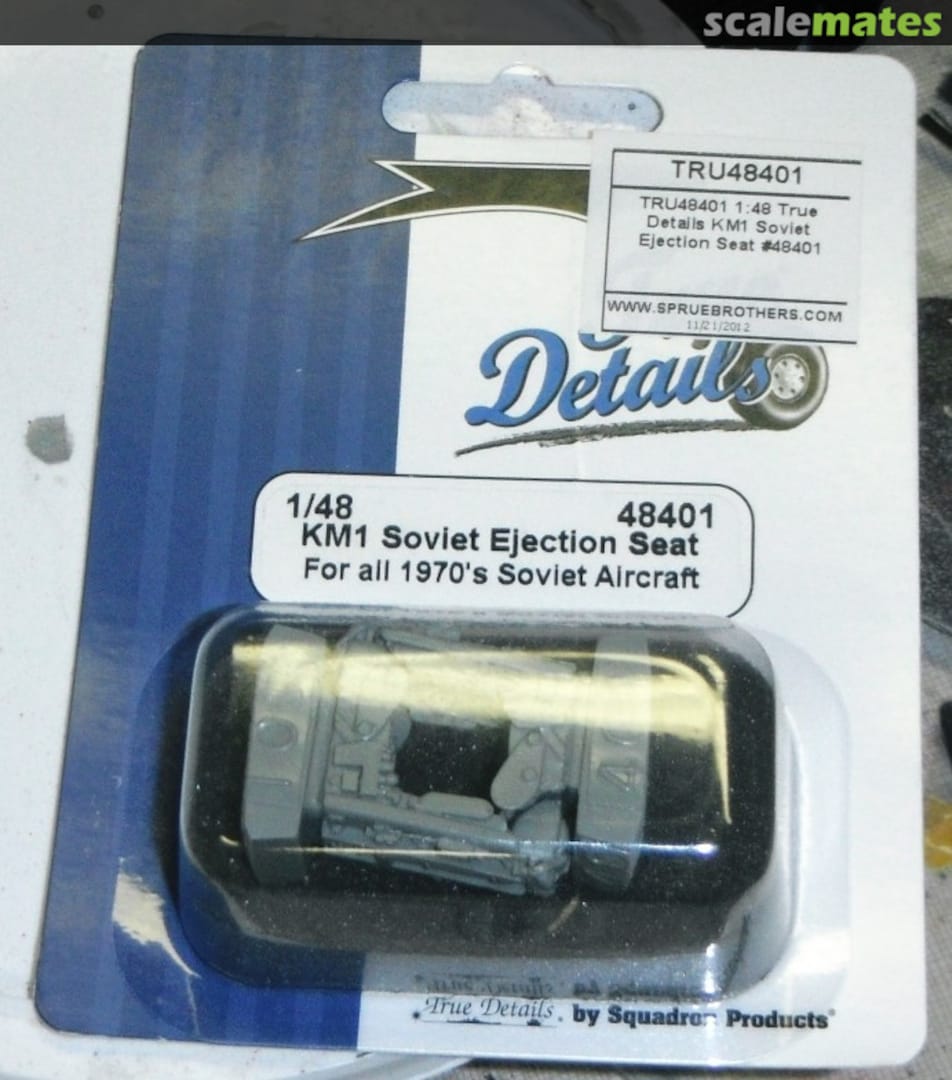 scalemates
TRU48401
TRU48401 1:48 True
Details KM1 Soviet
Ejection Seat #48401
WWW.SPRUEBROTHERS.COM
11/21/2012
Details
1/48 48401
KM1 Soviet Ejection Seat
For all 1970's Soviet Aircraft
True Details. by Squadron Products